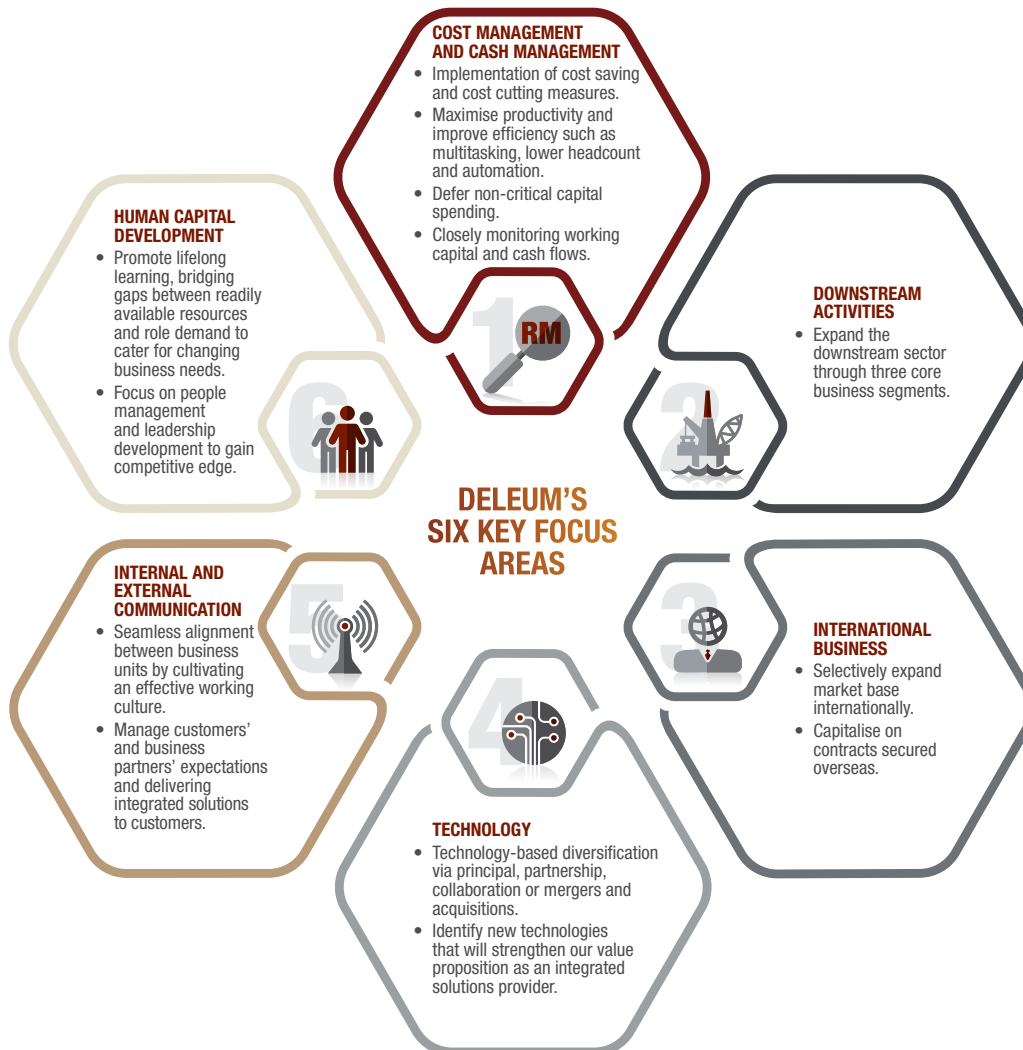 COST MANAGEMENT
AND CASH MANAGEMENT
• Implementation of cost saving
and cost cutting measures.
• Maximise productivity and
improve efficiency such as
multitasking, lower headcount
and automation.
• Defer non-critical capital
spending.
• Closely monitoring working
capital and cash flows.
1
RM
DOWNSTREAM
ACTIVITIES
• Expand the
downstream sector
through three core
business segments.
2
INTERNATIONAL
BUSINESS
• Selectively expand
market base
internationally.
• Capitalise on
contracts secured
overseas.
3
TECHNOLOGY
• Technology-based diversification
via principal, partnership,
collaboration or mergers and
acquisitions.
• Identify new technologies
that will strengthen our value
proposition as an integrated
solutions provider.
4
INTERNAL AND
EXTERNAL
COMMUNICATION
• Seamless alignment
between business
units by cultivating
an effective working
culture.
• Manage customers'
and business
partners' expectations
and delivering
integrated solutions
to customers.
5
HUMAN CAPITAL
DEVELOPMENT
• Promote lifelong
learning, bridging
gaps between readily
available resources
and role demand to
cater for changing
business needs.
• Focus on people
management
and leadership
development to gain
competitive edge.
6
DELEUM'S
SIX KEY FOCUS
AREAS